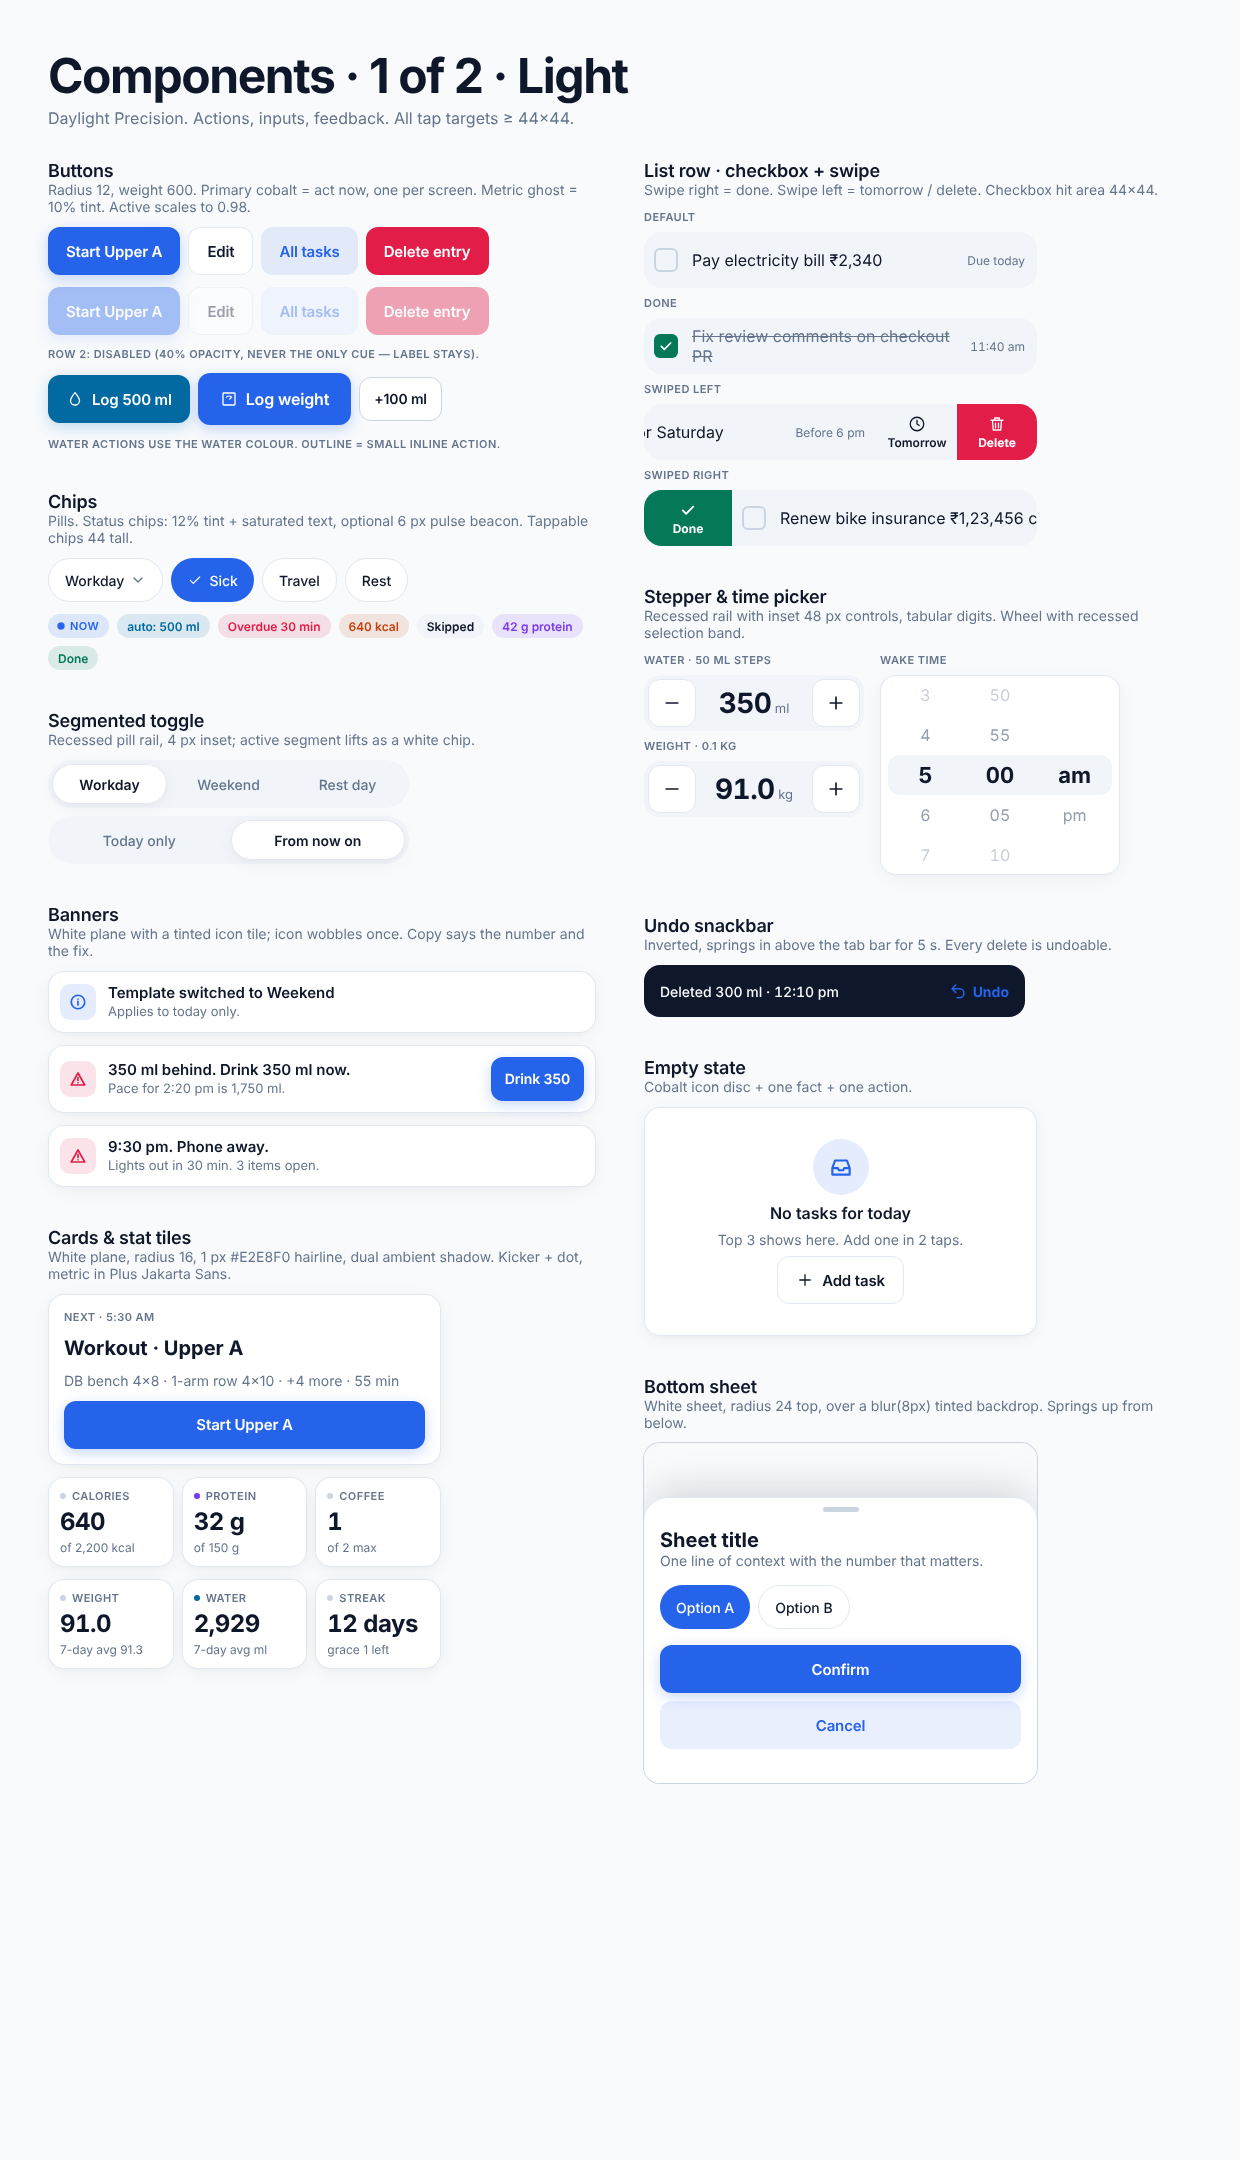 Components · 1 of 2 · Light
Daylight Precision. Actions, inputs, feedback. All tap targets ≥ 44×44.
Buttons
Radius 12, weight 600. Primary cobalt = act now, one per screen. Metric ghost =
10% tint. Active scales to 0.98.
Start Upper A
Edit
All tasks
Delete entry
Start Upper A
Edit
All tasks
Delete entry
ROW 2: DISABLED (40% OPACITY, NEVER THE ONLY CUE — LABEL STAYS).
Log 500 ml
Log weight
+100 ml
WATER ACTIONS USE THE WATER COLOUR. OUTLINE = SMALL INLINE ACTION.
Chips
Pills. Status chips: 12% tint + saturated text, optional 6 px pulse beacon. Tappable
chips 44 tall.
Workday
Sick
Travel
Rest
NOW
auto: 500 ml
Overdue 30 min
640 kcal
Skipped
42 g protein
Done
Segmented toggle
Recessed pill rail, 4 px inset; active segment lifts as a white chip.
Workday
Weekend
Rest day
Today only
From now on
Banners
White plane with a tinted icon tile; icon wobbles once. Copy says the number and
the fix.
Template switched to Weekend
Applies to today only.
350 ml behind. Drink 350 ml now.
Pace for 2:20 pm is 1,750 ml.
Drink 350
9:30 pm. Phone away.
Lights out in 30 min. 3 items open.
Cards & stat tiles
White plane, radius 16, 1 px #E2E8F0 hairline, dual ambient shadow. Kicker + dot,
metric in Plus Jakarta Sans.
NEXT · 5:30 AM
Workout · Upper A
DB bench 4×8 · 1-arm row 4×10 · +4 more · 55 min
Start Upper A
CALORIES
640
of 2,200 kcal
PROTEIN
32 g
of 150 g
COFFEE
1
of 2 max
WEIGHT
91.0
7-day avg 91.3
WATER
2,929
7-day avg ml
STREAK
12 days
grace 1 left
List row · checkbox + swipe
Swipe right = done. Swipe left = tomorrow / delete. Checkbox hit area 44×44.
DEFAULT
Pay electricity bill ₹2,340
Due today
DONE
Fix review comments on checkout
PR
11:40 am
SWIPED LEFT
or Saturday
Before 6 pm
Tomorrow
Delete
SWIPED RIGHT
Done
Renew bike insurance ₹1,23,456 c
Stepper & time picker
Recessed rail with inset 48 px controls, tabular digits. Wheel with recessed
selection band.
WATER · 50 ML STEPS
350 ml
WEIGHT · 0.1 KG
91.0 kg
WAKE TIME
3 50
4 55
5 00 am
6 05 pm
7 10
Undo snackbar
Inverted, springs in above the tab bar for 5 s. Every delete is undoable.
Deleted 300 ml · 12:10 pm
Undo
Empty state
Cobalt icon disc + one fact + one action.
No tasks for today
Top 3 shows here. Add one in 2 taps.
Add task
Bottom sheet
White sheet, radius 24 top, over a blur(8px) tinted backdrop. Springs up from
below.
Sheet title
One line of context with the number that matters.
Option A
Option B
Confirm
Cancel